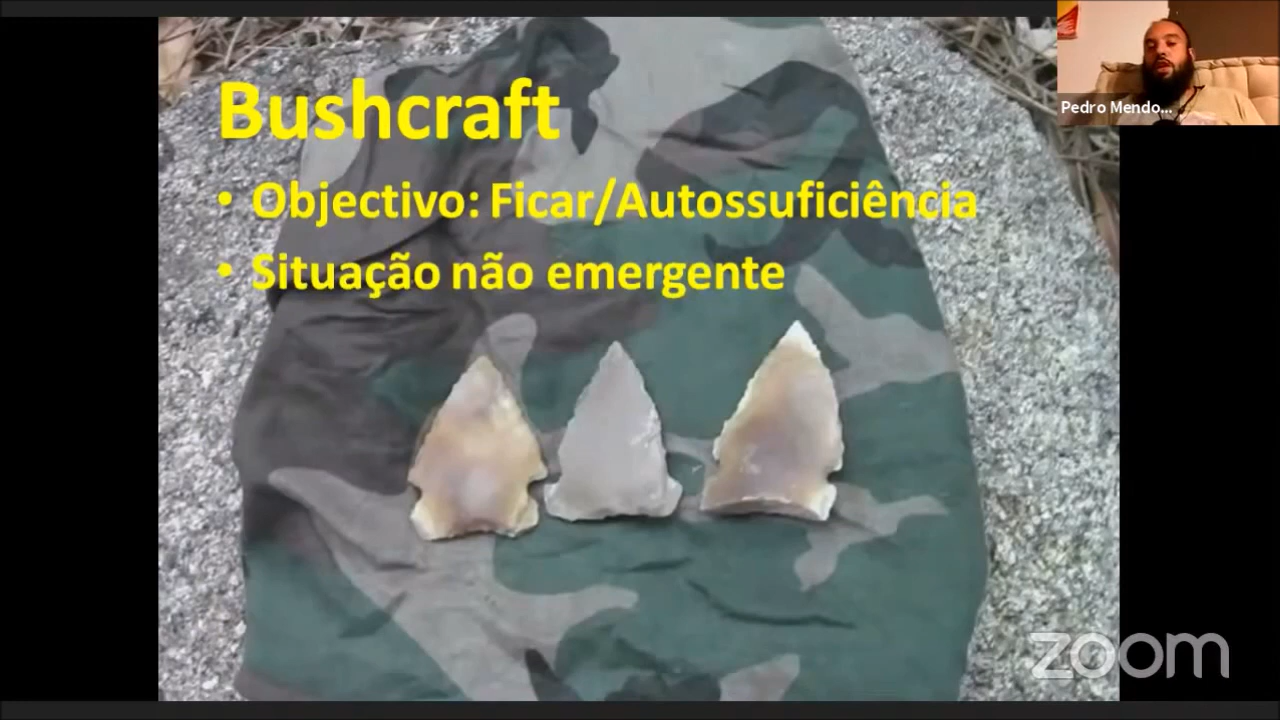 Bushcraft
• Objectivo: Ficar/Autossuficiência
• Situação não emergente
Pedro Mendo...
zoom